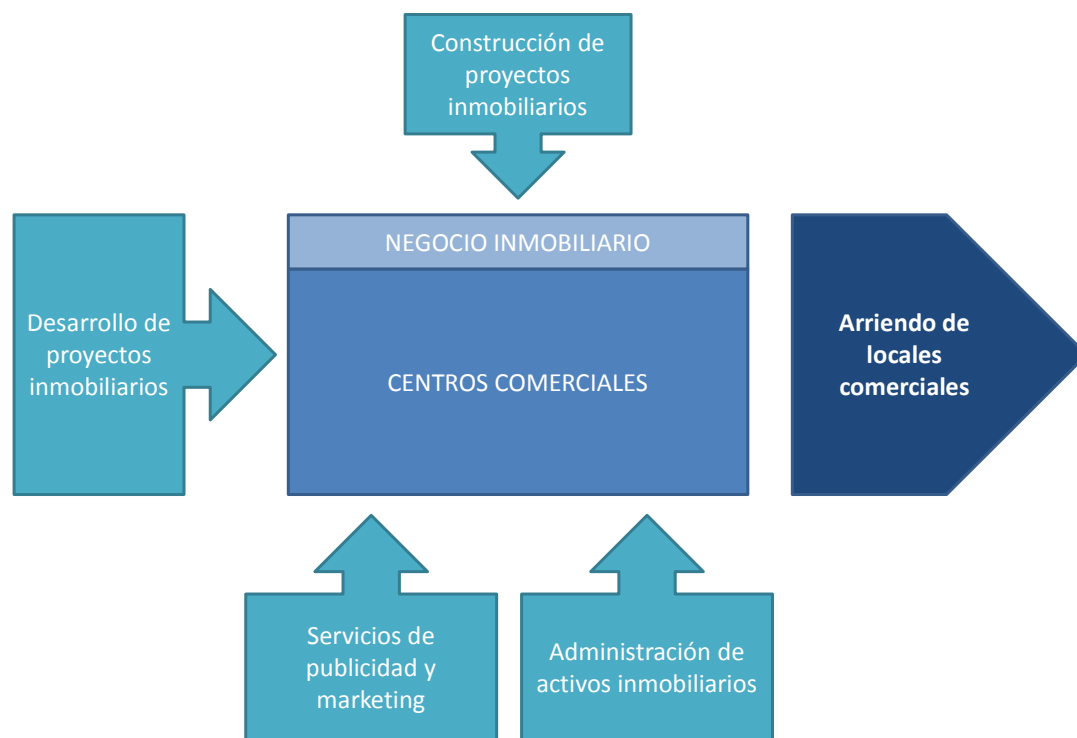 Construcción de
proyectos
inmobiliarios
NEGOCIO INMOBILIARIO
Desarrollo de
proyectos
inmobiliarios
CENTROS COMERCIALES
Arriendo de
locales
comerciales
Servicios de
publicidad y
marketing
Administración de
activos inmobiliarios